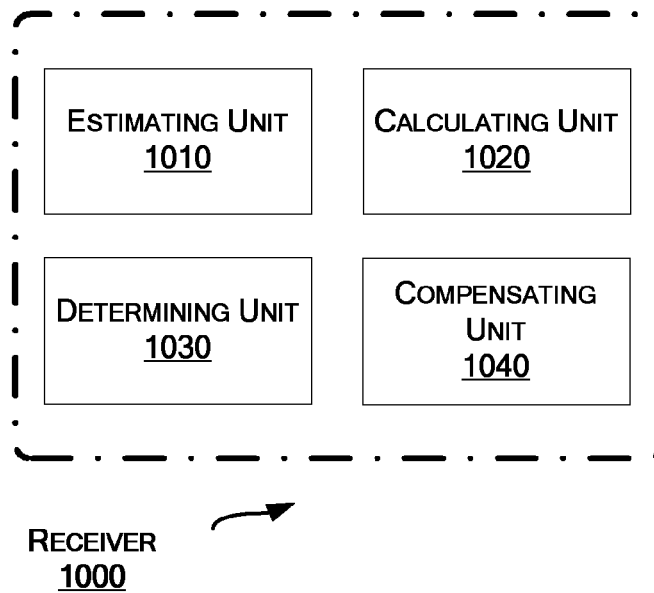 ESTIMATING UNIT
1010
CALCULATING UNIT
1020
DETERMINING UNIT
1030
COMPENSATING
UNIT
1040
RECEIVER
1000